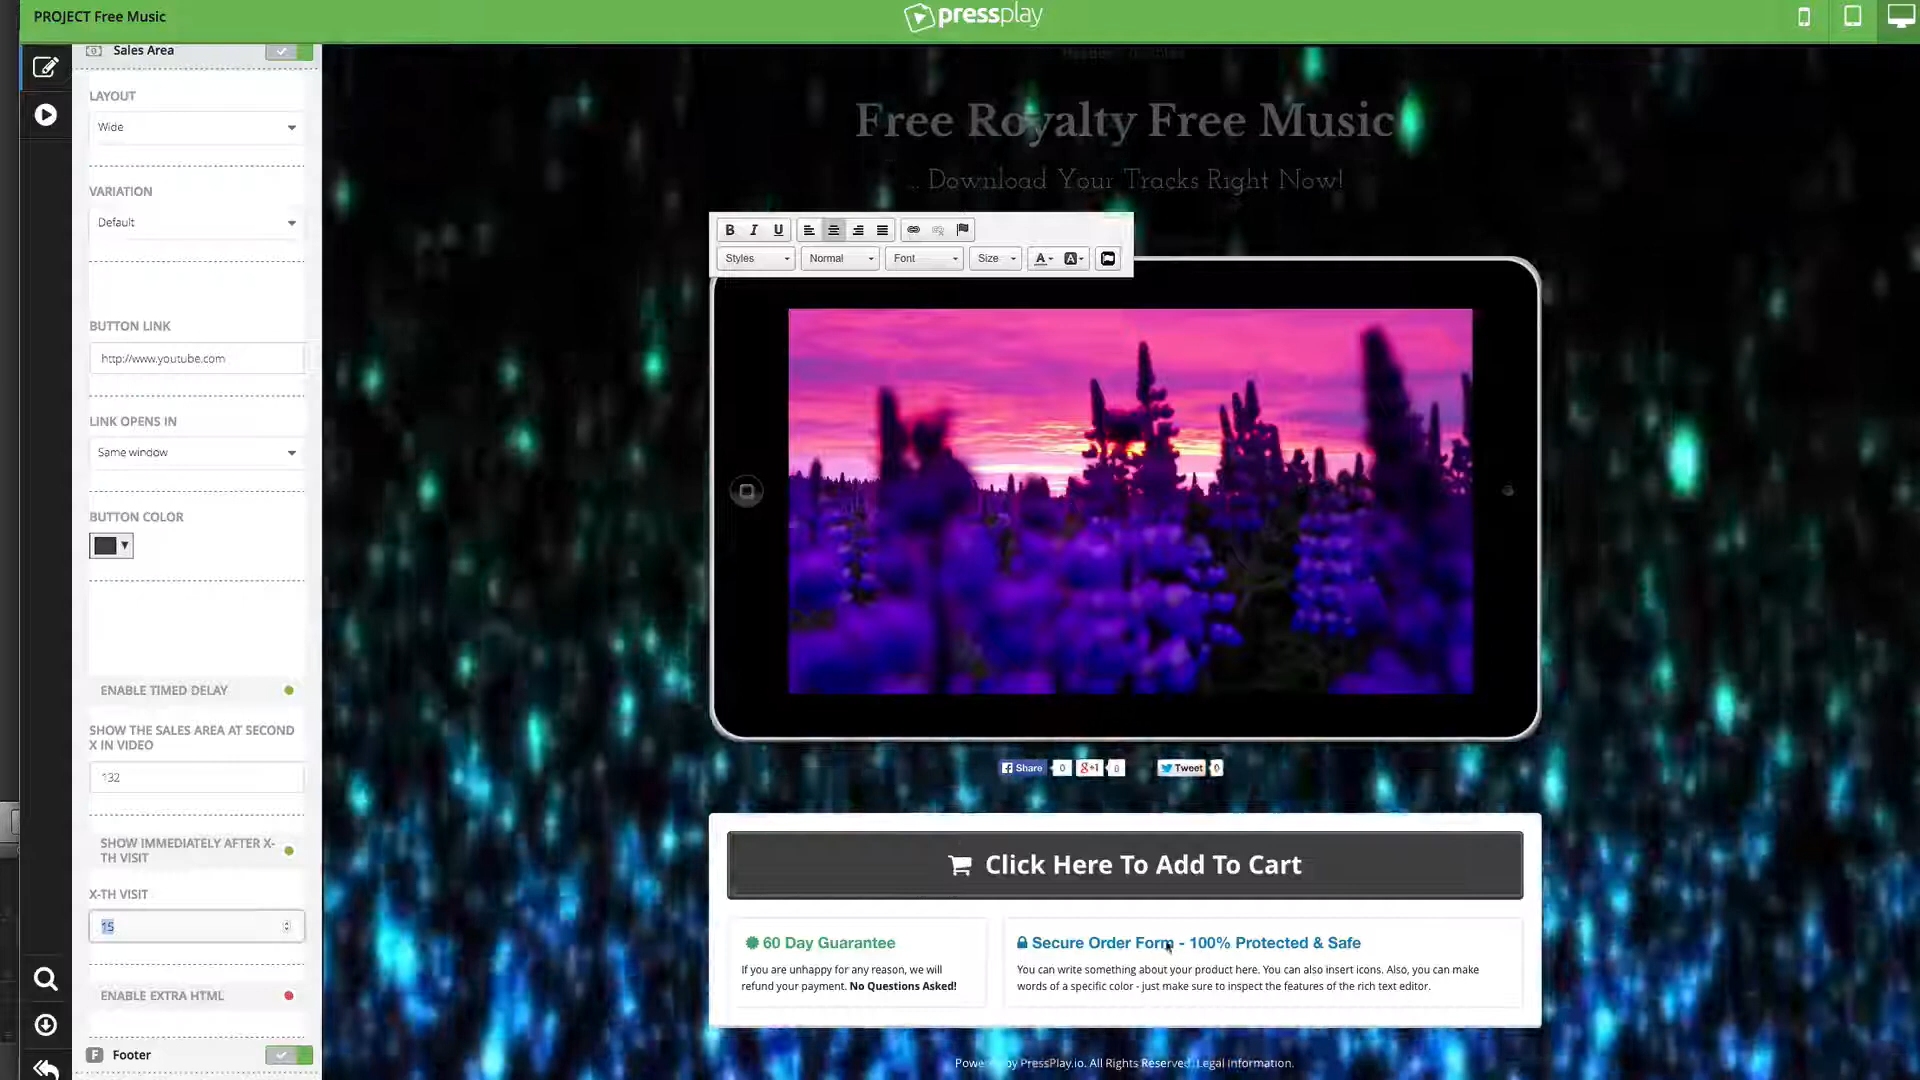 PROJECT Free Music
pressplay
Sales Area
LAYOUT
Wide
VARIATION
Default
BUTTON LINK
http://www.youtube.com
LINK OPENS IN
Same window
BUTTON COLOR
ENABLE TIMED DELAY
SHOW THE SALES AREA AT SECOND
X IN VIDEO
132
SHOW IMMEDIATELY AFTER X-
TH VISIT
X-TH VISIT
15
ENABLE EXTRA HTML
F Footer
Free Royalty Free Music
... Download Your Tracks Right Now!
B I U
Styles Normal Font Size A A
Share 0 g+1 0 Tweet 0
Click Here To Add To Cart
60 Day Guarantee
If you are unhappy for any reason, we will
refund your payment. No Questions Asked!
Secure Order Form - 100% Protected & Safe
You can write something about your product here. You can also insert icons. Also, you can make
words of a specific color - just make sure to inspect the features of the rich text editor.
Powered by PressPlay.io. All Rights Reserved. Legal Information.